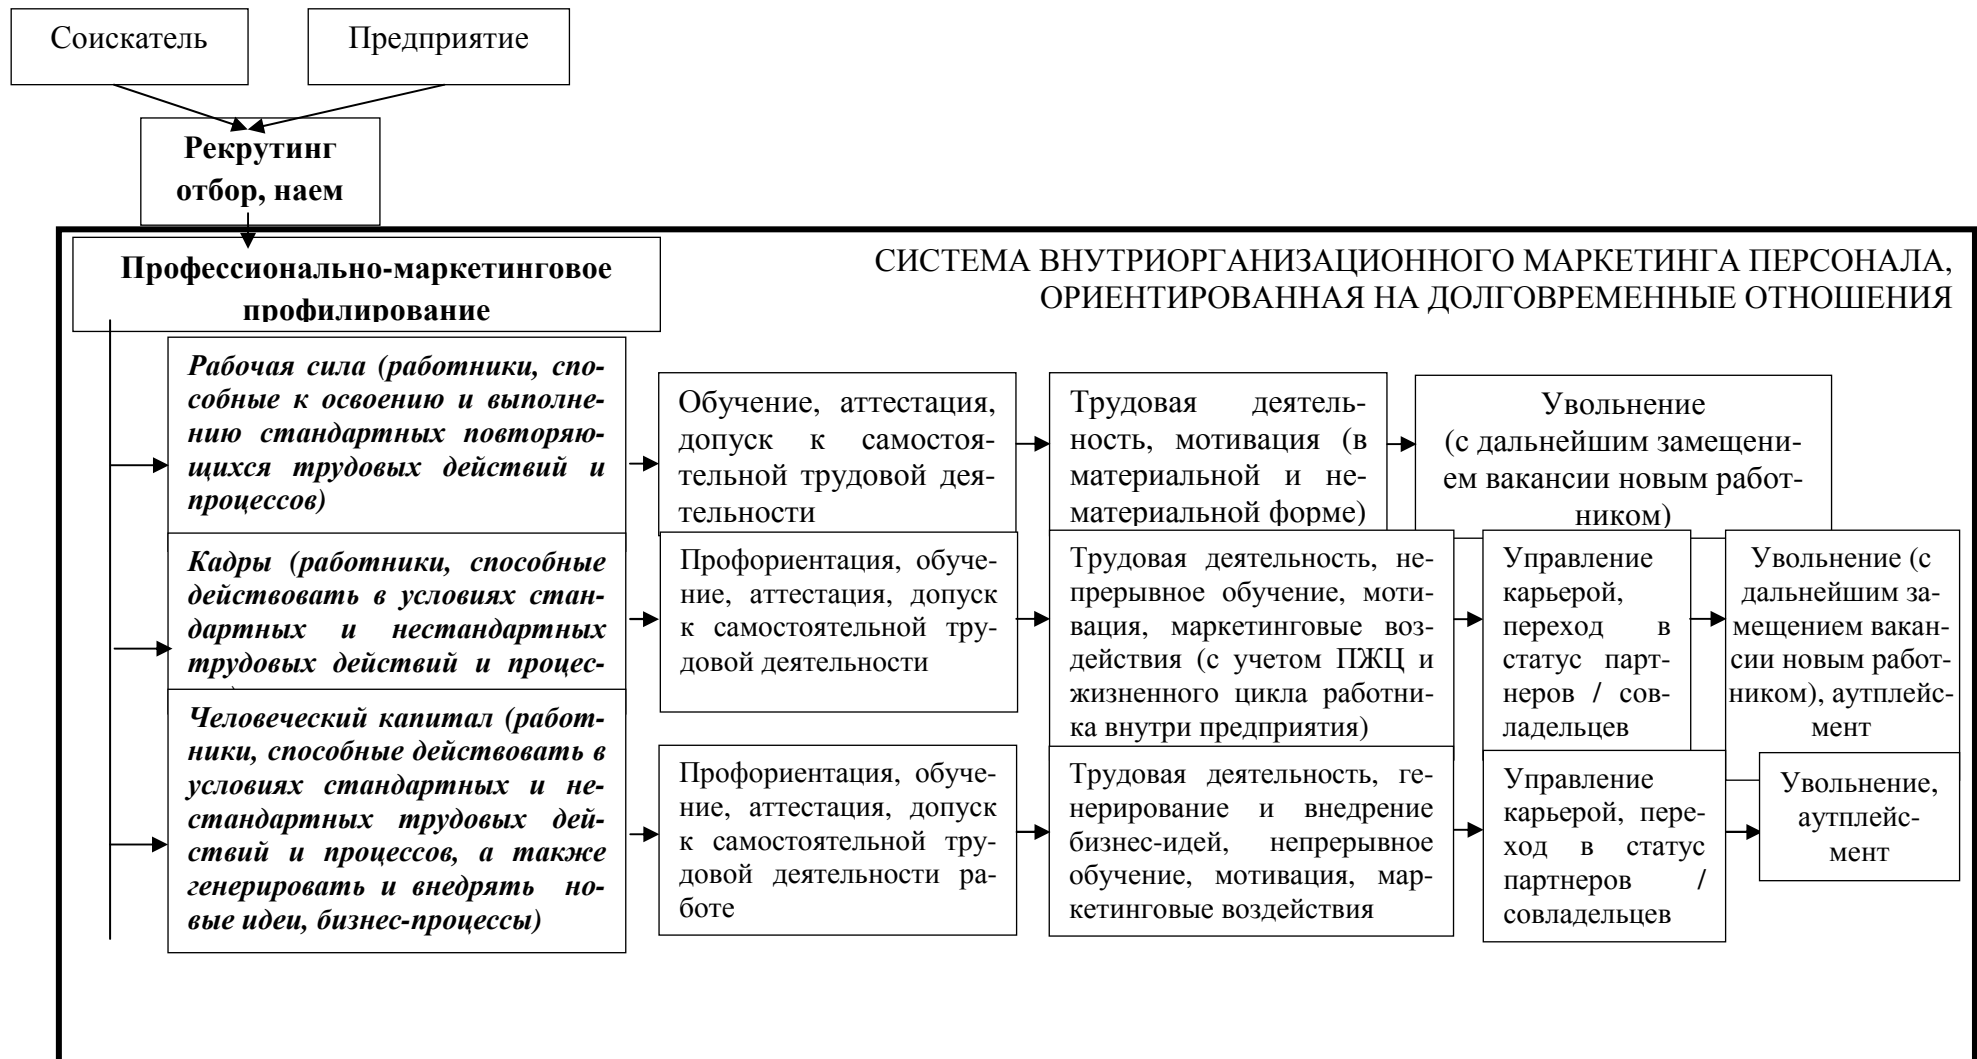 Соискатель
Предприятие
Рекрутинг
отбор, наем
Профессионально-маркетинговое
профилирование
СИСТЕМА ВНУТРИОРГАНИЗАЦИОННОГО МАРКЕТИНГА ПЕРСОНАЛА,
ОРИЕНТИРОВАННАЯ НА ДОЛГОВРЕМЕННЫЕ ОТНОШЕНИЯ
Рабочая сила (работники, спо-
собные к освоению и выполне-
нию стандартных повторяю-
щихся трудовых действий и
процессов)
Обучение, аттестация,
допуск к самостоя-
тельной трудовой дея-
тельности
Трудовая деятель-
ность, мотивация (в
материальной и не-
материальной форме)
Увольнение
(с дальнейшим замещени-
ем вакансии новым работ-
ником)
Кадры (работники, способные
действовать в условиях стан-
дартных и нестандартных
трудовых действий и процес-
Профориентация, обуче-
ние, аттестация, допуск
к самостоятельной тру-
довой деятельности
Трудовая деятельность, не-
прерывное обучение, моти-
вация, маркетинговые воз-
действия (с учетом ПЖЦ и
жизненного цикла работни-
ка внутри предприятия)
Управление
карьерой,
переход в
статус парт-
неров / сов-
ладельцев
Увольнение (с
дальнейшим за-
мещением вакан-
сии новым работ-
ником), аутплейс-
мент
Человеческий капитал (работ-
ники, способные действовать в
условиях стандартных и не-
стандартных трудовых дей-
ствий и процессов, а также
генерировать и внедрять но-
вые идеи, бизнес-процессы)
Профориентация, обуче-
ние, аттестация, допуск
к самостоятельной тру-
довой деятельности ра-
боте
Трудовая деятельность, ге-
нерирование и внедрение
бизнес-идей, непрерывное
обучение, мотивация, мар-
кетинговые воздействия
Управление
карьерой, пере-
ход в статус
партнеров /
совладельцев
Увольнение,
аутплейс-
мент